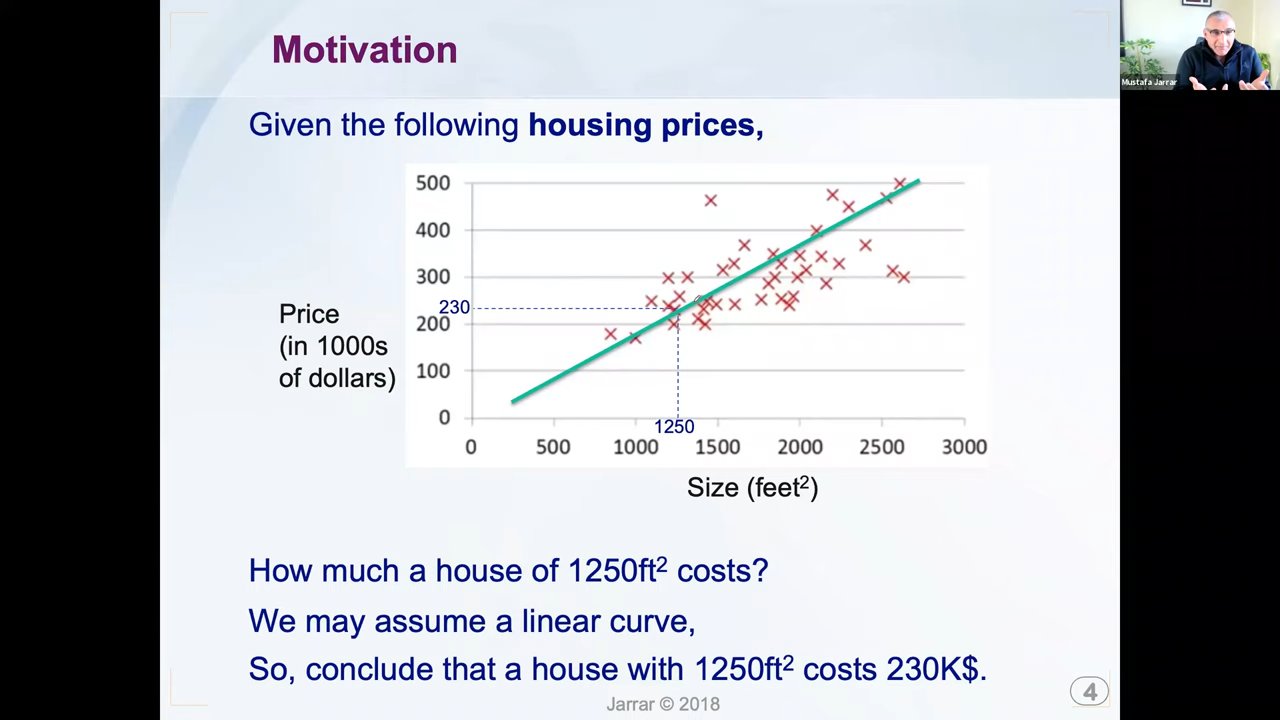 Motivation
Mustafa Jarrar
Given the following housing prices,
500
400
300
230
200
100
0
Price
(in 1000s
of dollars)
1250
0 500 1000 1500 2000 2500 3000
Size (feet²)
How much a house of 1250ft² costs?
We may assume a linear curve,
So, conclude that a house with 1250ft² costs 230K$.
Jarrar © 2018
4